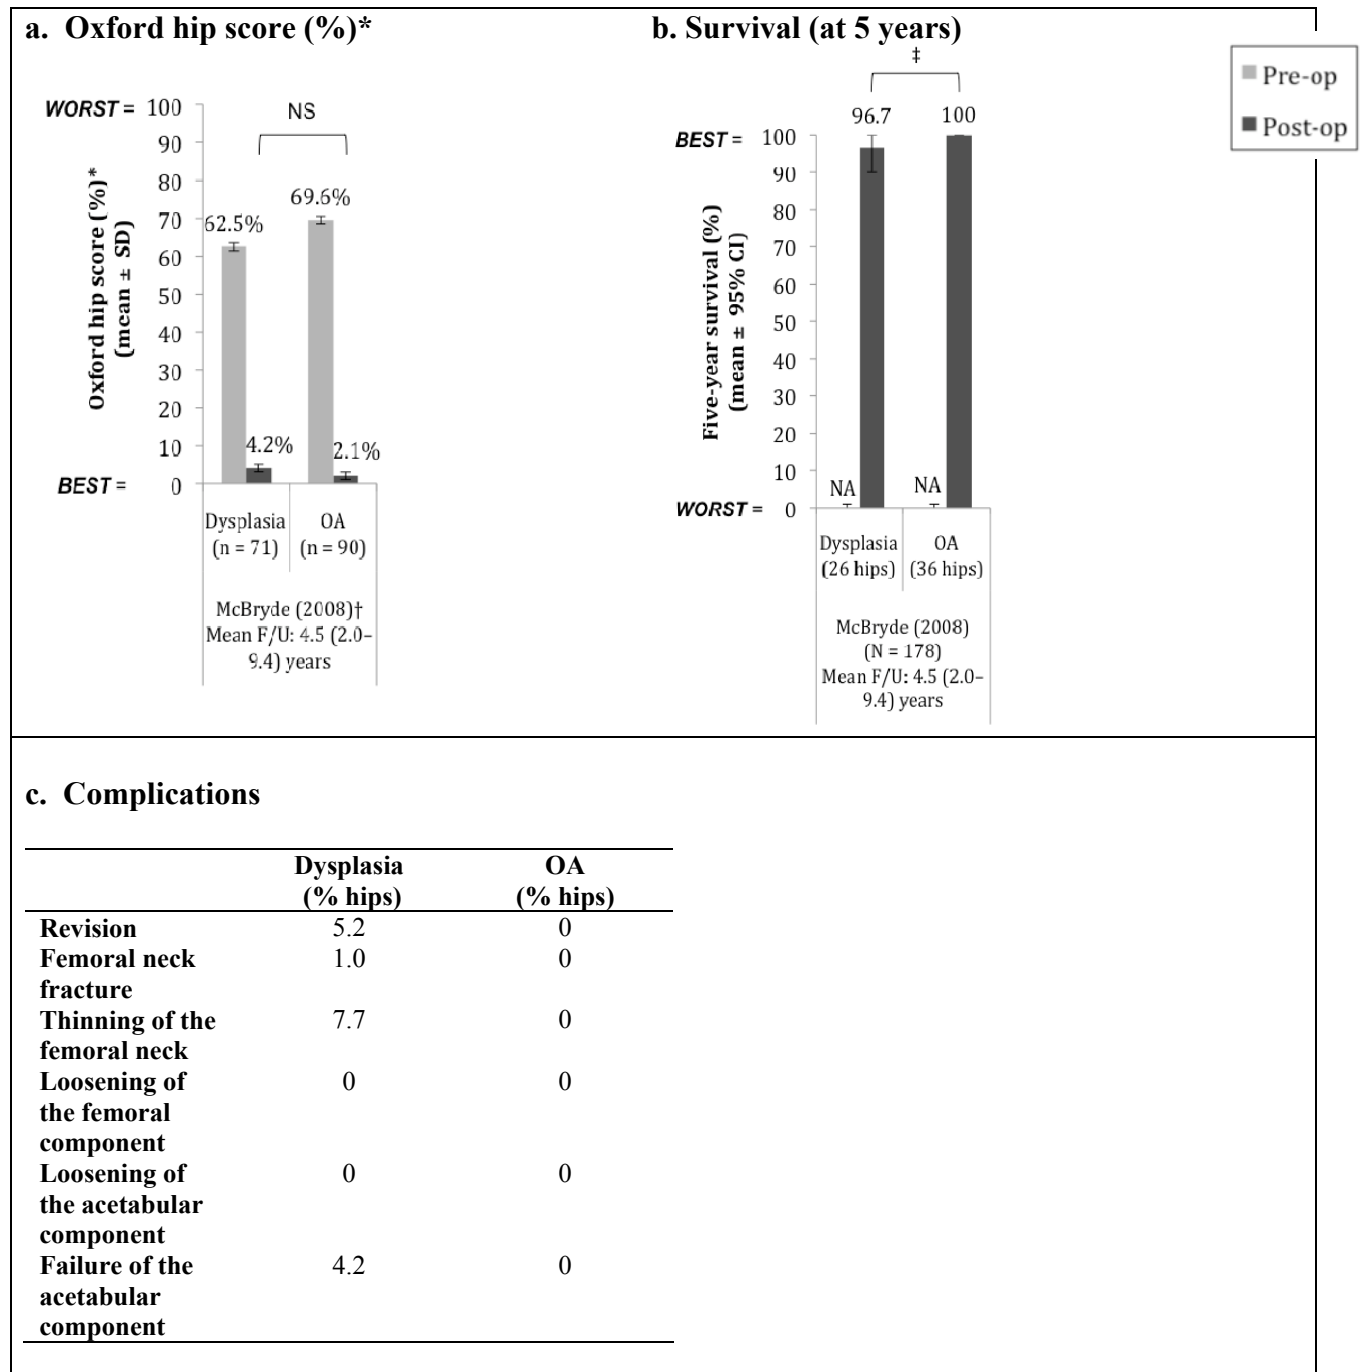 a. Oxford hip score (%)*
WORST = 100
90
80
70
60
50
40
30
20
10
BEST = 0
Oxford hip score (%)*
(mean ± SD)
NS
62.5%
69.6%
4.2%
2.1%
Dysplasia OA
(n = 71) (n = 90)
McBryde (2008)†
Mean F/U: 4.5 (2.0–
9.4) years
b. Survival (at 5 years)
‡
96.7 100
BEST = 100
90
80
70
60
50
40
30
20
10
WORST = 0
Five-year survival (%)
(mean ± 95% CI)
NA NA
Dysplasia OA
(26 hips) (36 hips)
McBryde (2008)
(N = 178)
Mean F/U: 4.5 (2.0–
9.4) years
Pre-op
Post-op
c. Complications
Dysplasia OA
(% hips) (% hips)
Revision 5.2 0
Femoral neck 1.0 0
fracture
Thinning of the 7.7 0
femoral neck
Loosening of 0 0
the femoral
component
Loosening of 0 0
the acetabular
component
Failure of the 4.2 0
acetabular
component